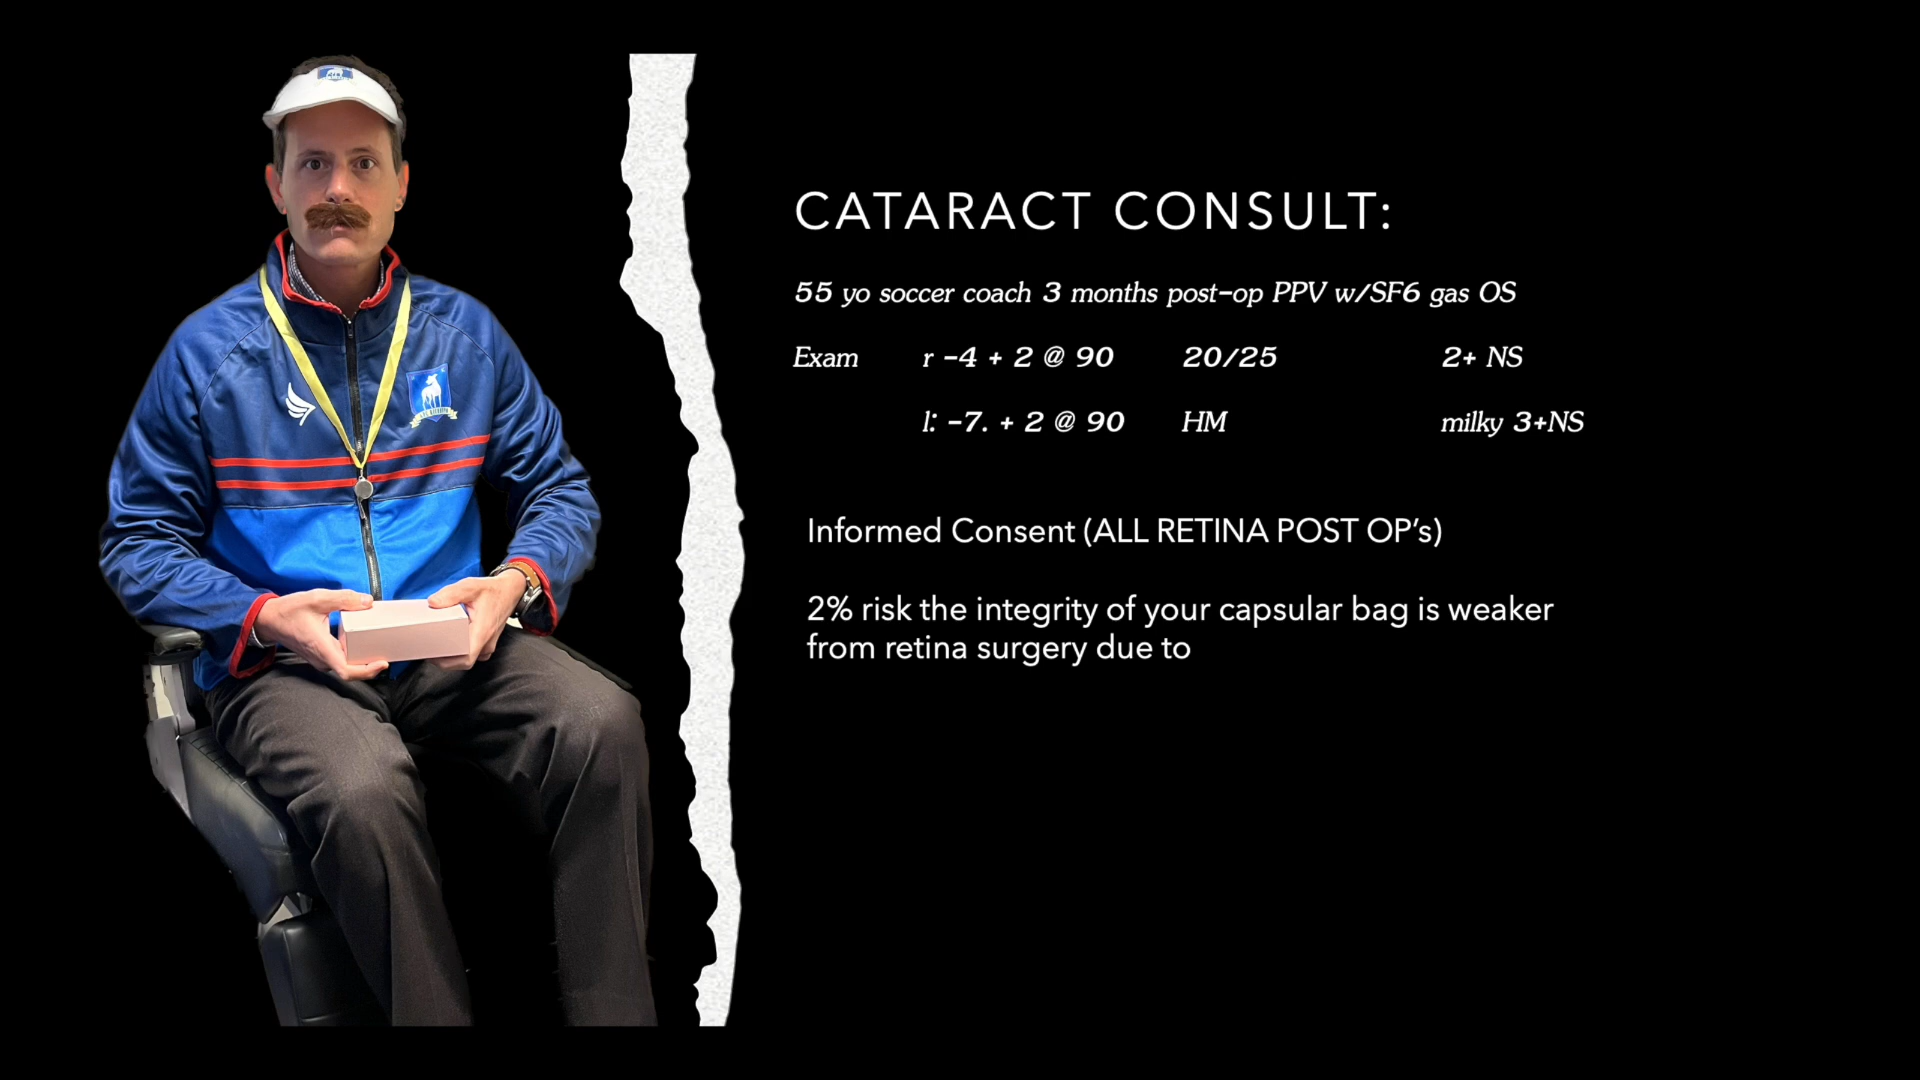 CATARACT CONSULT:
55 yo soccer coach 3 months post-op PPV w/SF6 gas OS
Exam r -4 + 2 @ 90 20/25 2+ NS
l: -7. + 2 @ 90 HM milky 3+NS
Informed Consent (ALL RETINA POST OP's)
2% risk the integrity of your capsular bag is weaker
from retina surgery due to